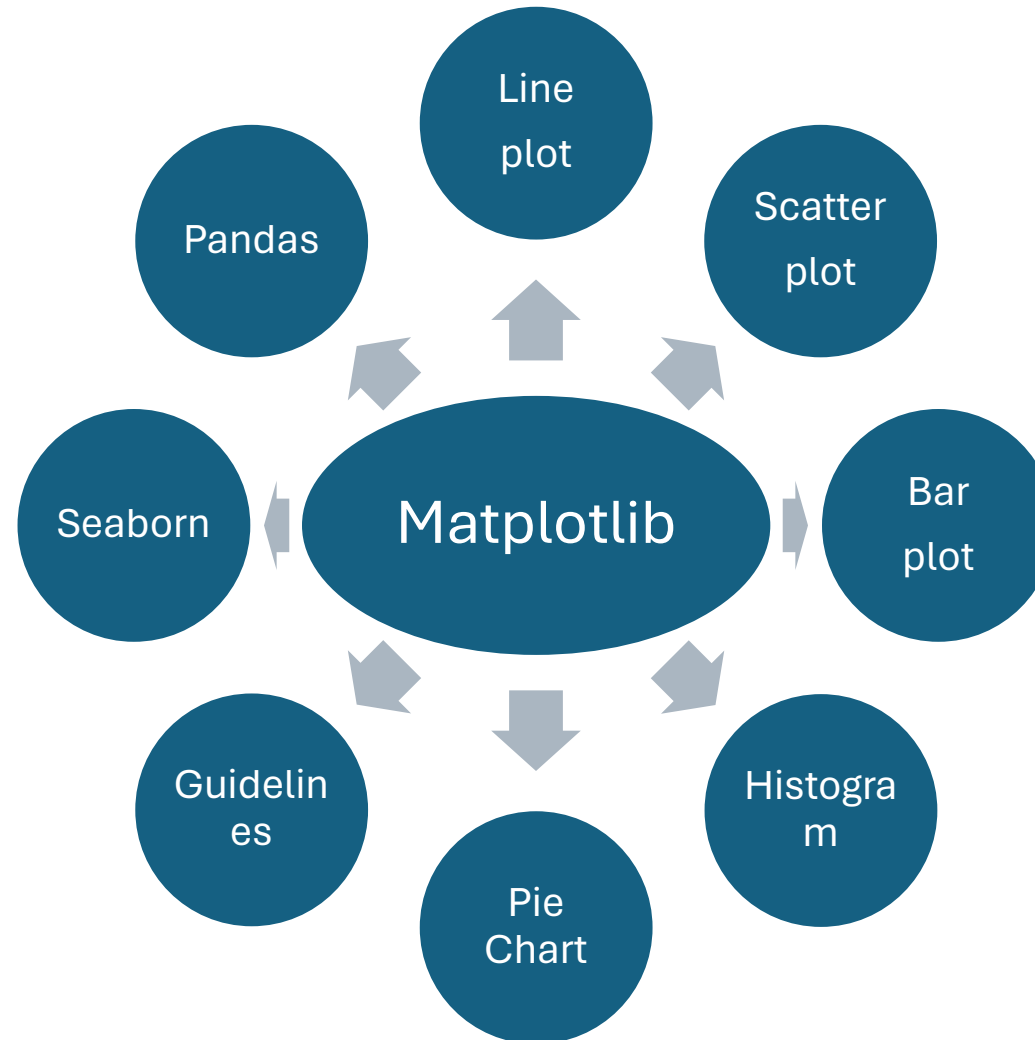 Line
plot
Scatter
plot
Bar
plot
Histogra
m
Pie
Chart
Guidelin
es
Seaborn
Pandas
Matplotlib